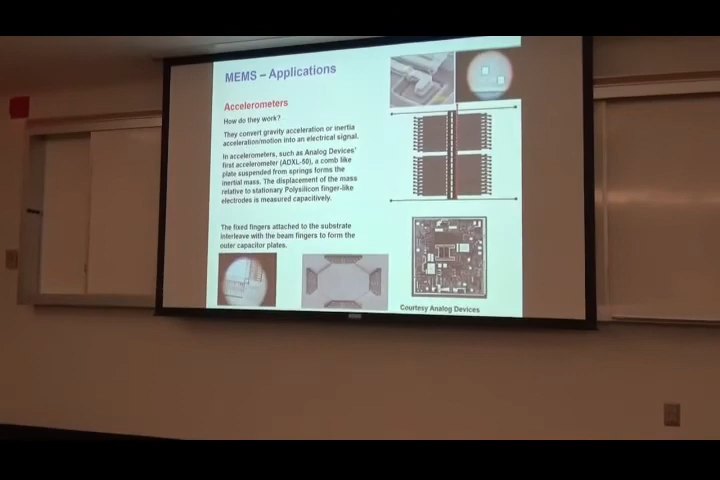 MEMS – Applications
Accelerometers
How do they work?
They convert gravity acceleration or inertia
acceleration/motion into an electrical signal.
In accelerometers, such as Analog Devices'
first accelerometer (ADXL-50), a comb like
plate suspended from springs forms the
inertial mass. The displacement of the mass
relative to stationary Polysilicon finger-like
electrodes is measured capacitively.
The fixed fingers attached to the substrate
interleave with the beam fingers to form the
outer capacitor plates.
Courtesy Analog Devices